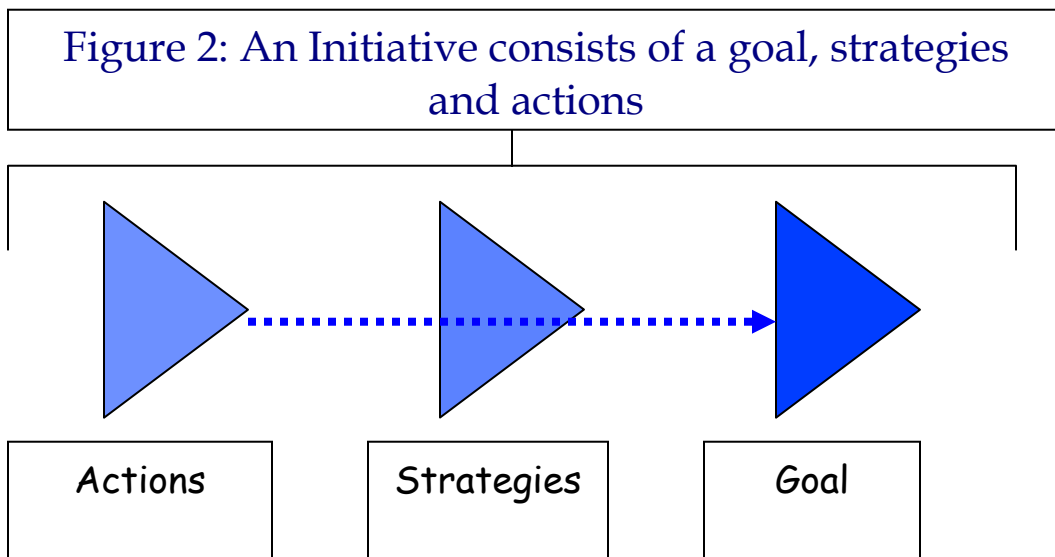 Figure 2: An Initiative consists of a goal, strategies
and actions
Actions
Strategies
Goal